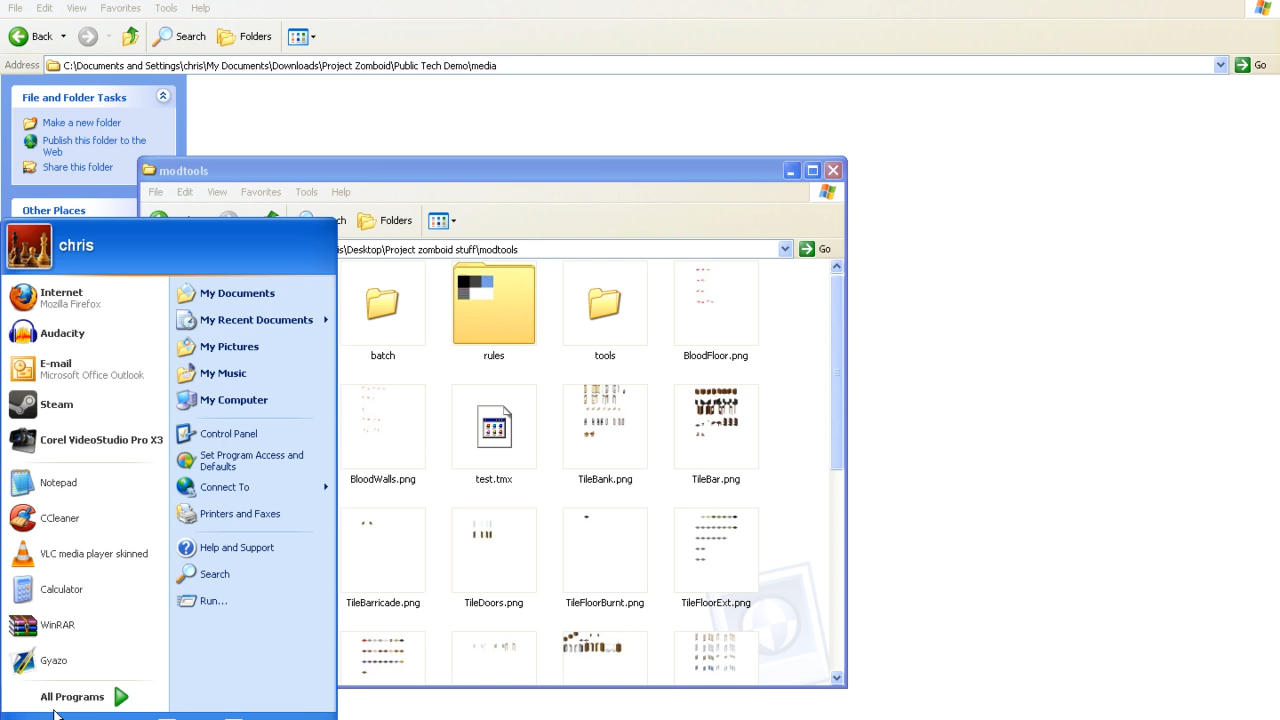 File Edit View Favorites Tools Help
Back Search Folders
Address C:\Documents and Settings\chris\My Documents\Downloads\Project Zomboid\Public Tech Demo\media Go
File and Folder Tasks
Make a new folder
Publish this folder to the
Web
Share this folder
Other Places
modtools
File Edit View Favorites Tools Help
Folders
is\Desktop\Project zomboid stuff\modtools Go
batch rules tools BloodFloor.png
BloodWalls.png test.tmx TileBank.png TileBar.png
TileBarricade.png TileDoors.png TileFloorBurnt.png TileFloorExt.png
chris
Internet
Mozilla Firefox
Audacity
E-mail
Microsoft Office Outlook
Steam
Corel VideoStudio Pro X3
Notepad
CCleaner
VLC media player skinned
Calculator
WinRAR
Gyazo
All Programs
My Documents
My Recent Documents
My Pictures
My Music
My Computer
Control Panel
Set Program Access and
Defaults
Connect To
Printers and Faxes
Help and Support
Search
Run...